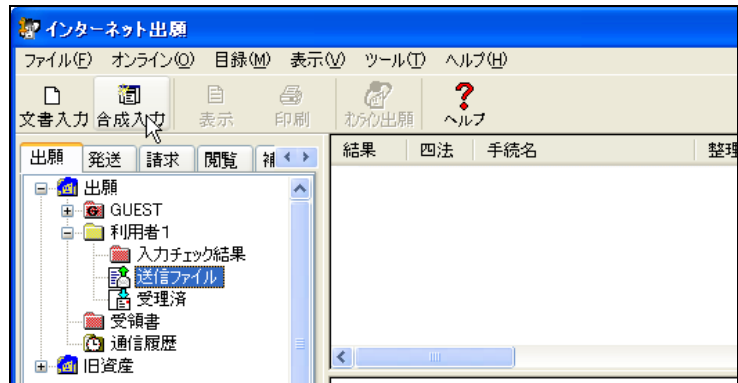 インターネット出願
ファイル(F) オンライン(O) 目録(M) 表示(V) ツール(T) ヘルプ(H)
文書入力 合成入力 表示 印刷 オンライン出願 ヘルプ
出願 発送 請求 閲覧 補
結果 四法 手続名 整理
出願
GUEST
利用者1
入力チェック結果
送信ファイル
受理済
受領書
通信履歴
旧資産